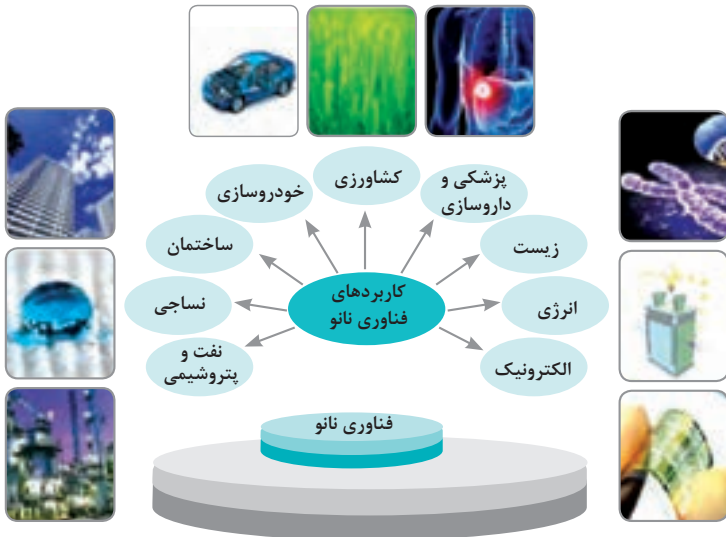 کشاورزی
پزشکی و
داروسازی
خودروسازی
زیست
ساختمان
کاربردهای
فناوری نانو
انرژی
نساجی
الکترونیک
نفت و
پتروشیمی
فناوری نانو